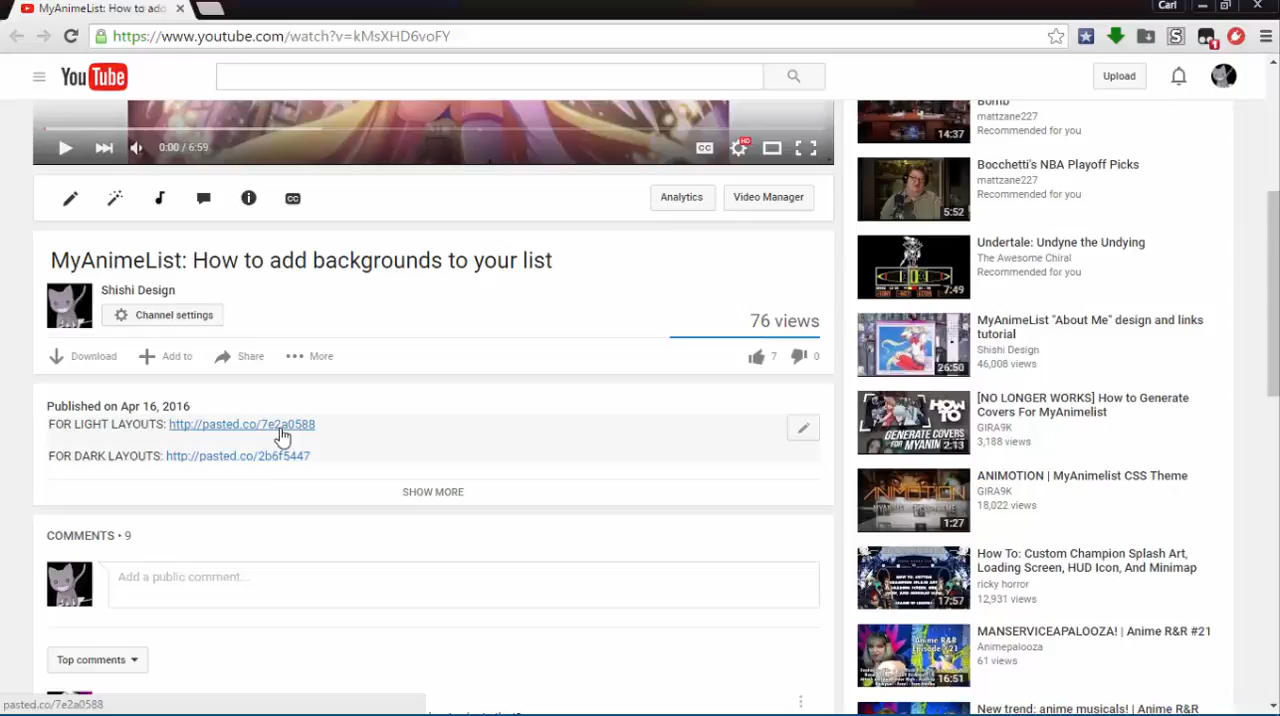 MyAnimeList: How to add
Carl
https://www.youtube.com/watch?v=kMsXHD6voFY
YouTube
Upload
0:00 / 6:59
CC
HD
Analytics
Video Manager
MyAnimeList: How to add backgrounds to your list
Shishi Design
Channel settings
76 views
Download
Add to
Share
More
7
0
Published on Apr 16, 2016
FOR LIGHT LAYOUTS: http://pasted.co/7e2a0588
FOR DARK LAYOUTS: http://pasted.co/2b6f5447
SHOW MORE
COMMENTS • 9
Add a public comment...
Top comments
pasted.co/7e2a0588
Bomb
mattzane227
Recommended for you
14:37
Bocchetti's NBA Playoff Picks
mattzane227
Recommended for you
5:52
Undertale: Undyne the Undying
The Awesome Chiral
Recommended for you
7:49
MyAnimeList "About Me" design and links
tutorial
Shishi Design
46,008 views
26:50
[NO LONGER WORKS] How to Generate
Covers For MyAnimelist
GIRA9K
3,188 views
HOW
TO
GENERATE COVERS
2:13
ANIMOTION | MyAnimelist CSS Theme
GIRA9K
18,022 views
ANIMOTION
1:27
How To: Custom Champion Splash Art,
Loading Screen, HUD Icon, And Minimap
ricky horror
12,931 views
17:57
MANSERVICEAPALOOZA! | Anime R&R #21
Animepalooza
61 views
Anime R&R
16:51
New trend: anime musicals! | Anime R&R